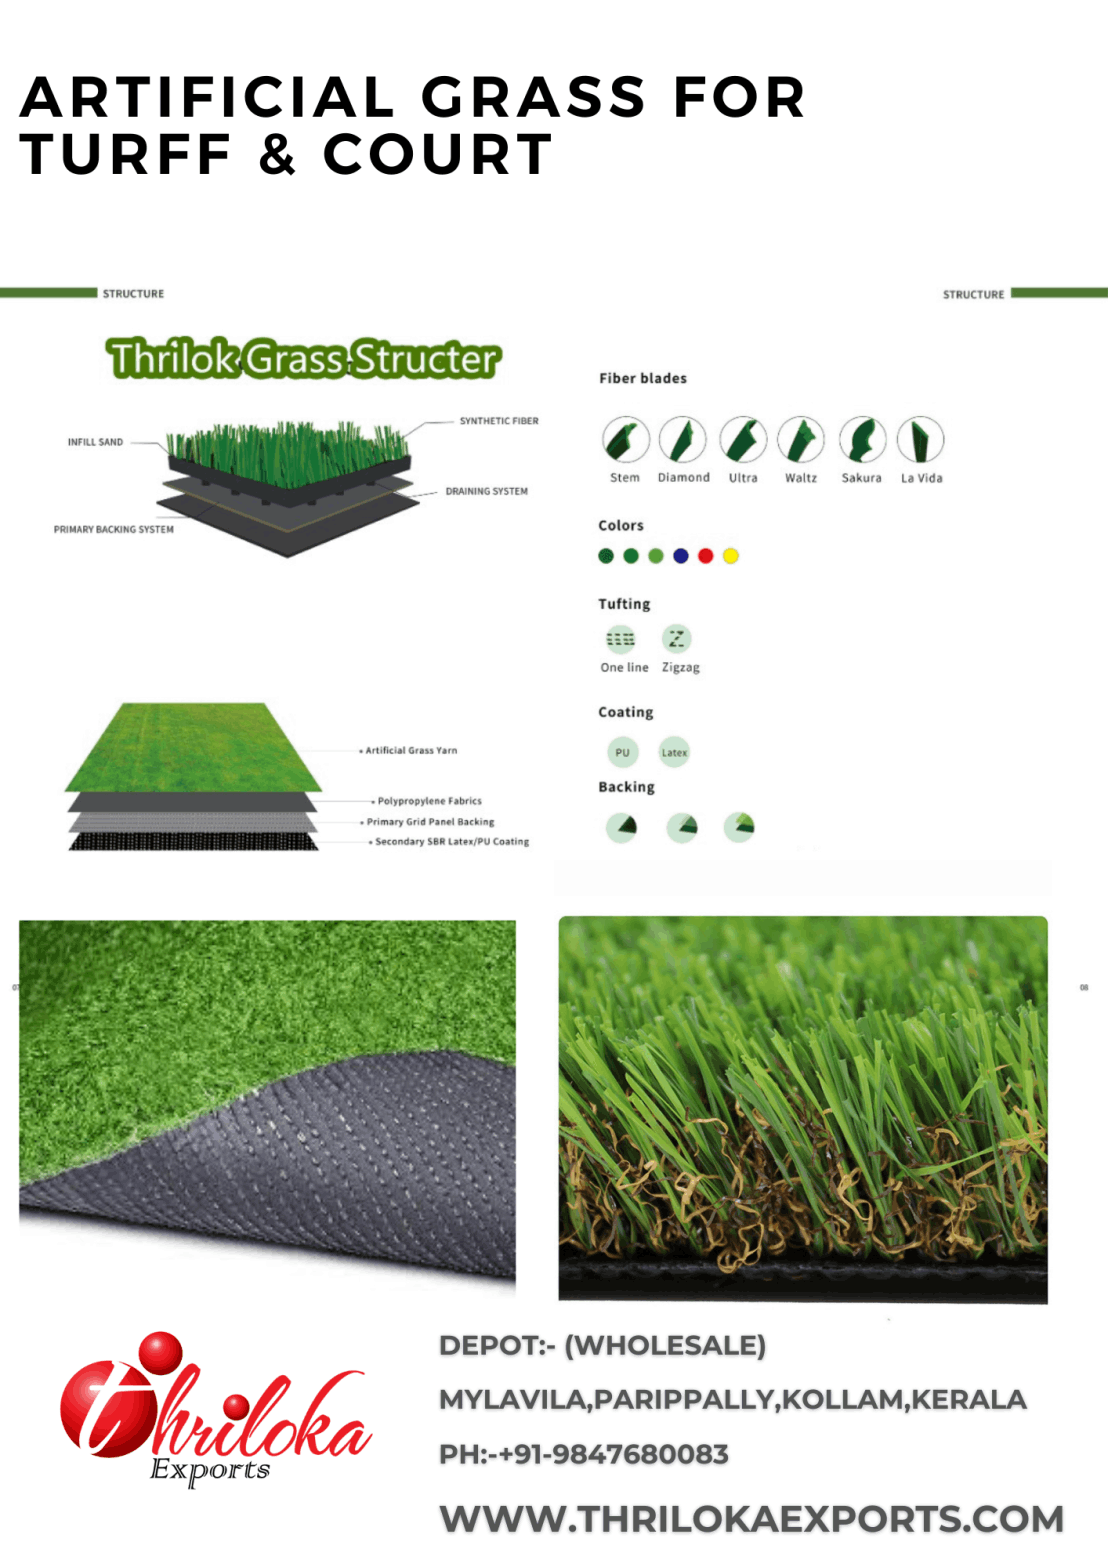 ARTIFICIAL GRASS FOR
TURFF & COURT
STRUCTURE
STRUCTURE
Thrilok Grass Structer
SYNTHETIC FIBER
INFILL SAND
DRAINING SYSTEM
PRIMARY BACKING SYSTEM
Artificial Grass Yarn
Polypropylene Fabrics
Primary Grid Panel Backing
Secondary SBR Latex/PU Coating
Fiber blades
Stem Diamond Ultra Waltz Sakura La Vida
Colors
Tufting
One line Zigzag
Coating
PU Latex
Backing
08
thriloka
Exports
DEPOT:- (WHOLESALE)
MYLAVILA,PARIPPALLY,KOLLAM,KERALA
PH:-+91-9847680083
WWW.THRILOKAEXPORTS.COM